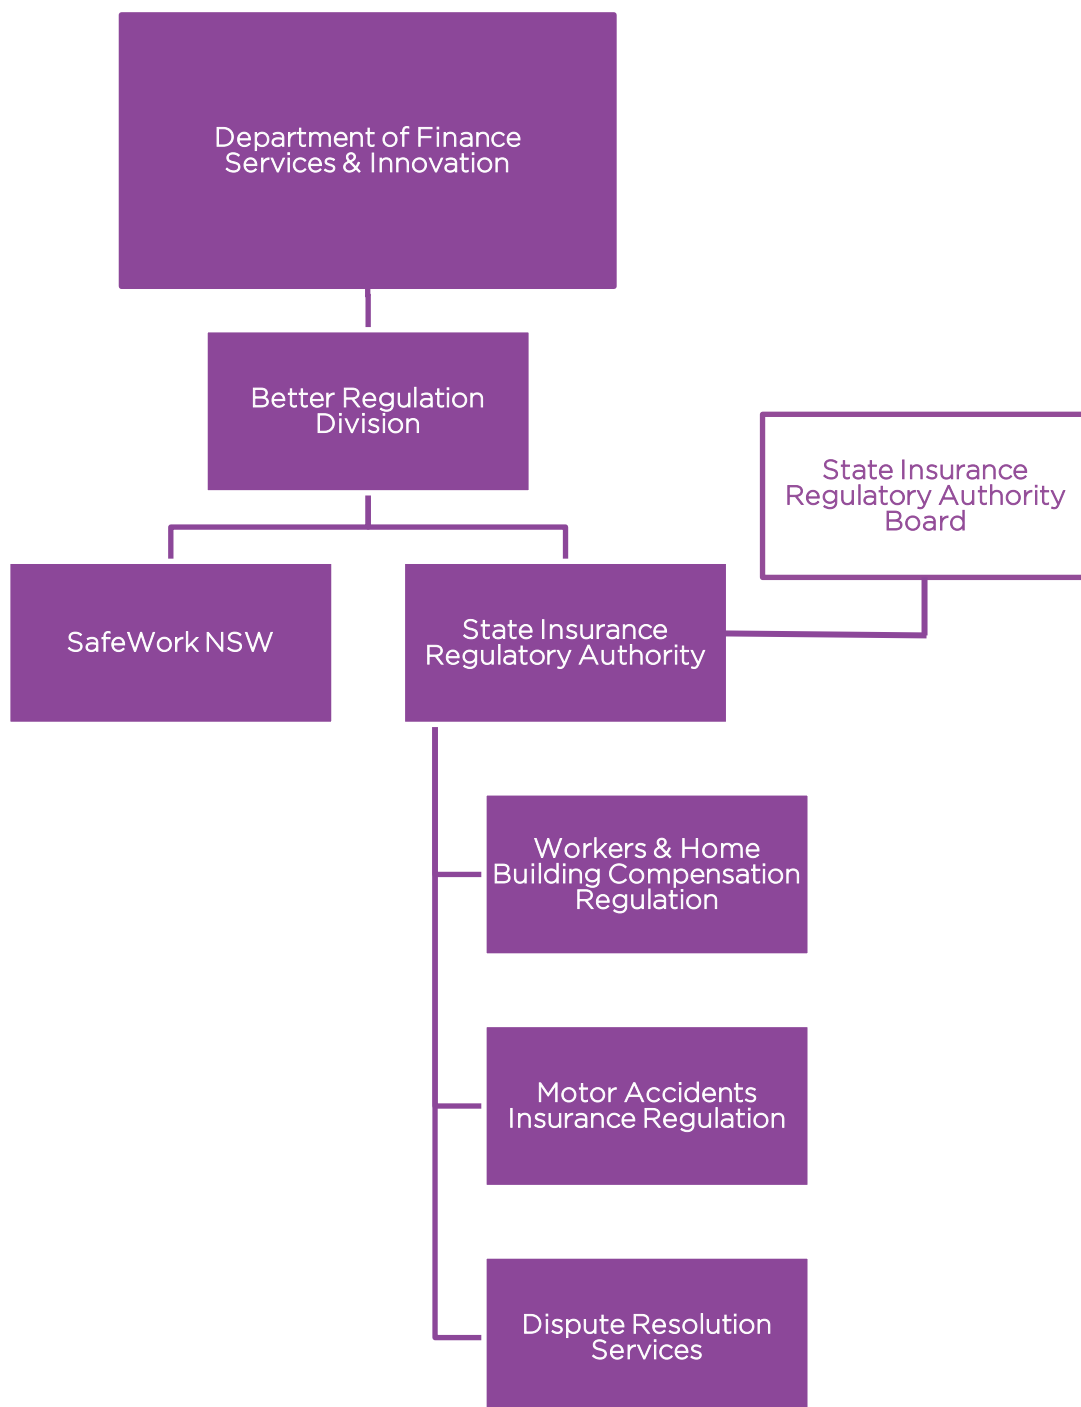 Department of Finance
Services & Innovation
Better Regulation
Division
State Insurance
Regulatory Authority
Board
SafeWork NSW
State Insurance
Regulatory Authority
Workers & Home
Building Compensation
Regulation
Motor Accidents
Insurance Regulation
Dispute Resolution
Services